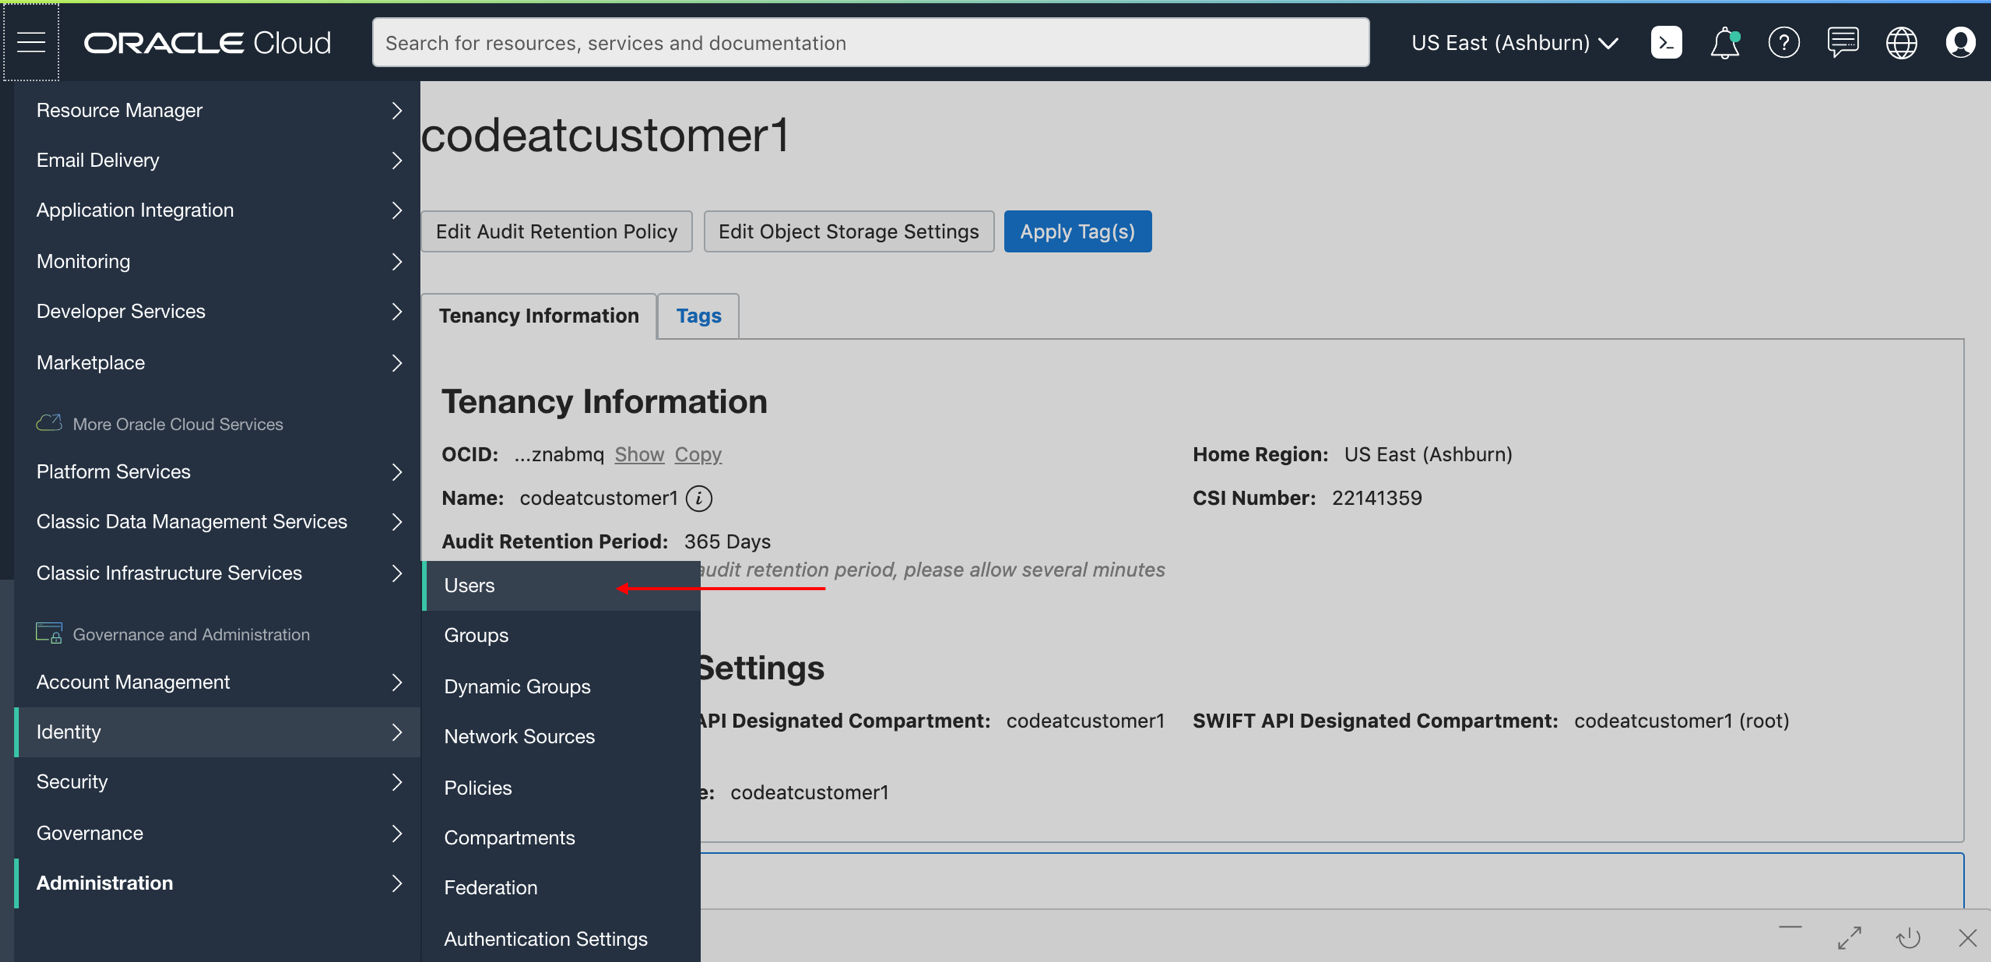 ORACLE Cloud
Search for resources, services and documentation
US East (Ashburn)
Resource Manager
Email Delivery
Application Integration
Monitoring
Developer Services
Marketplace
More Oracle Cloud Services
Platform Services
Classic Data Management Services
Classic Infrastructure Services
Governance and Administration
Account Management
Identity
Security
Governance
Administration
Users
Groups
Dynamic Groups
Network Sources
Policies
Compartments
Federation
Authentication Settings
codeatcustomer1
Edit Audit Retention Policy
Edit Object Storage Settings
Apply Tag(s)
Tenancy Information
Tags
Tenancy Information
OCID: ...znabmq Show Copy
Name: codeatcustomer1
Audit Retention Period: 365 Days
audit retention period, please allow several minutes
Home Region: US East (Ashburn)
CSI Number: 22141359
Settings
API Designated Compartment: codeatcustomer1
SWIFT API Designated Compartment: codeatcustomer1 (root)
e: codeatcustomer1